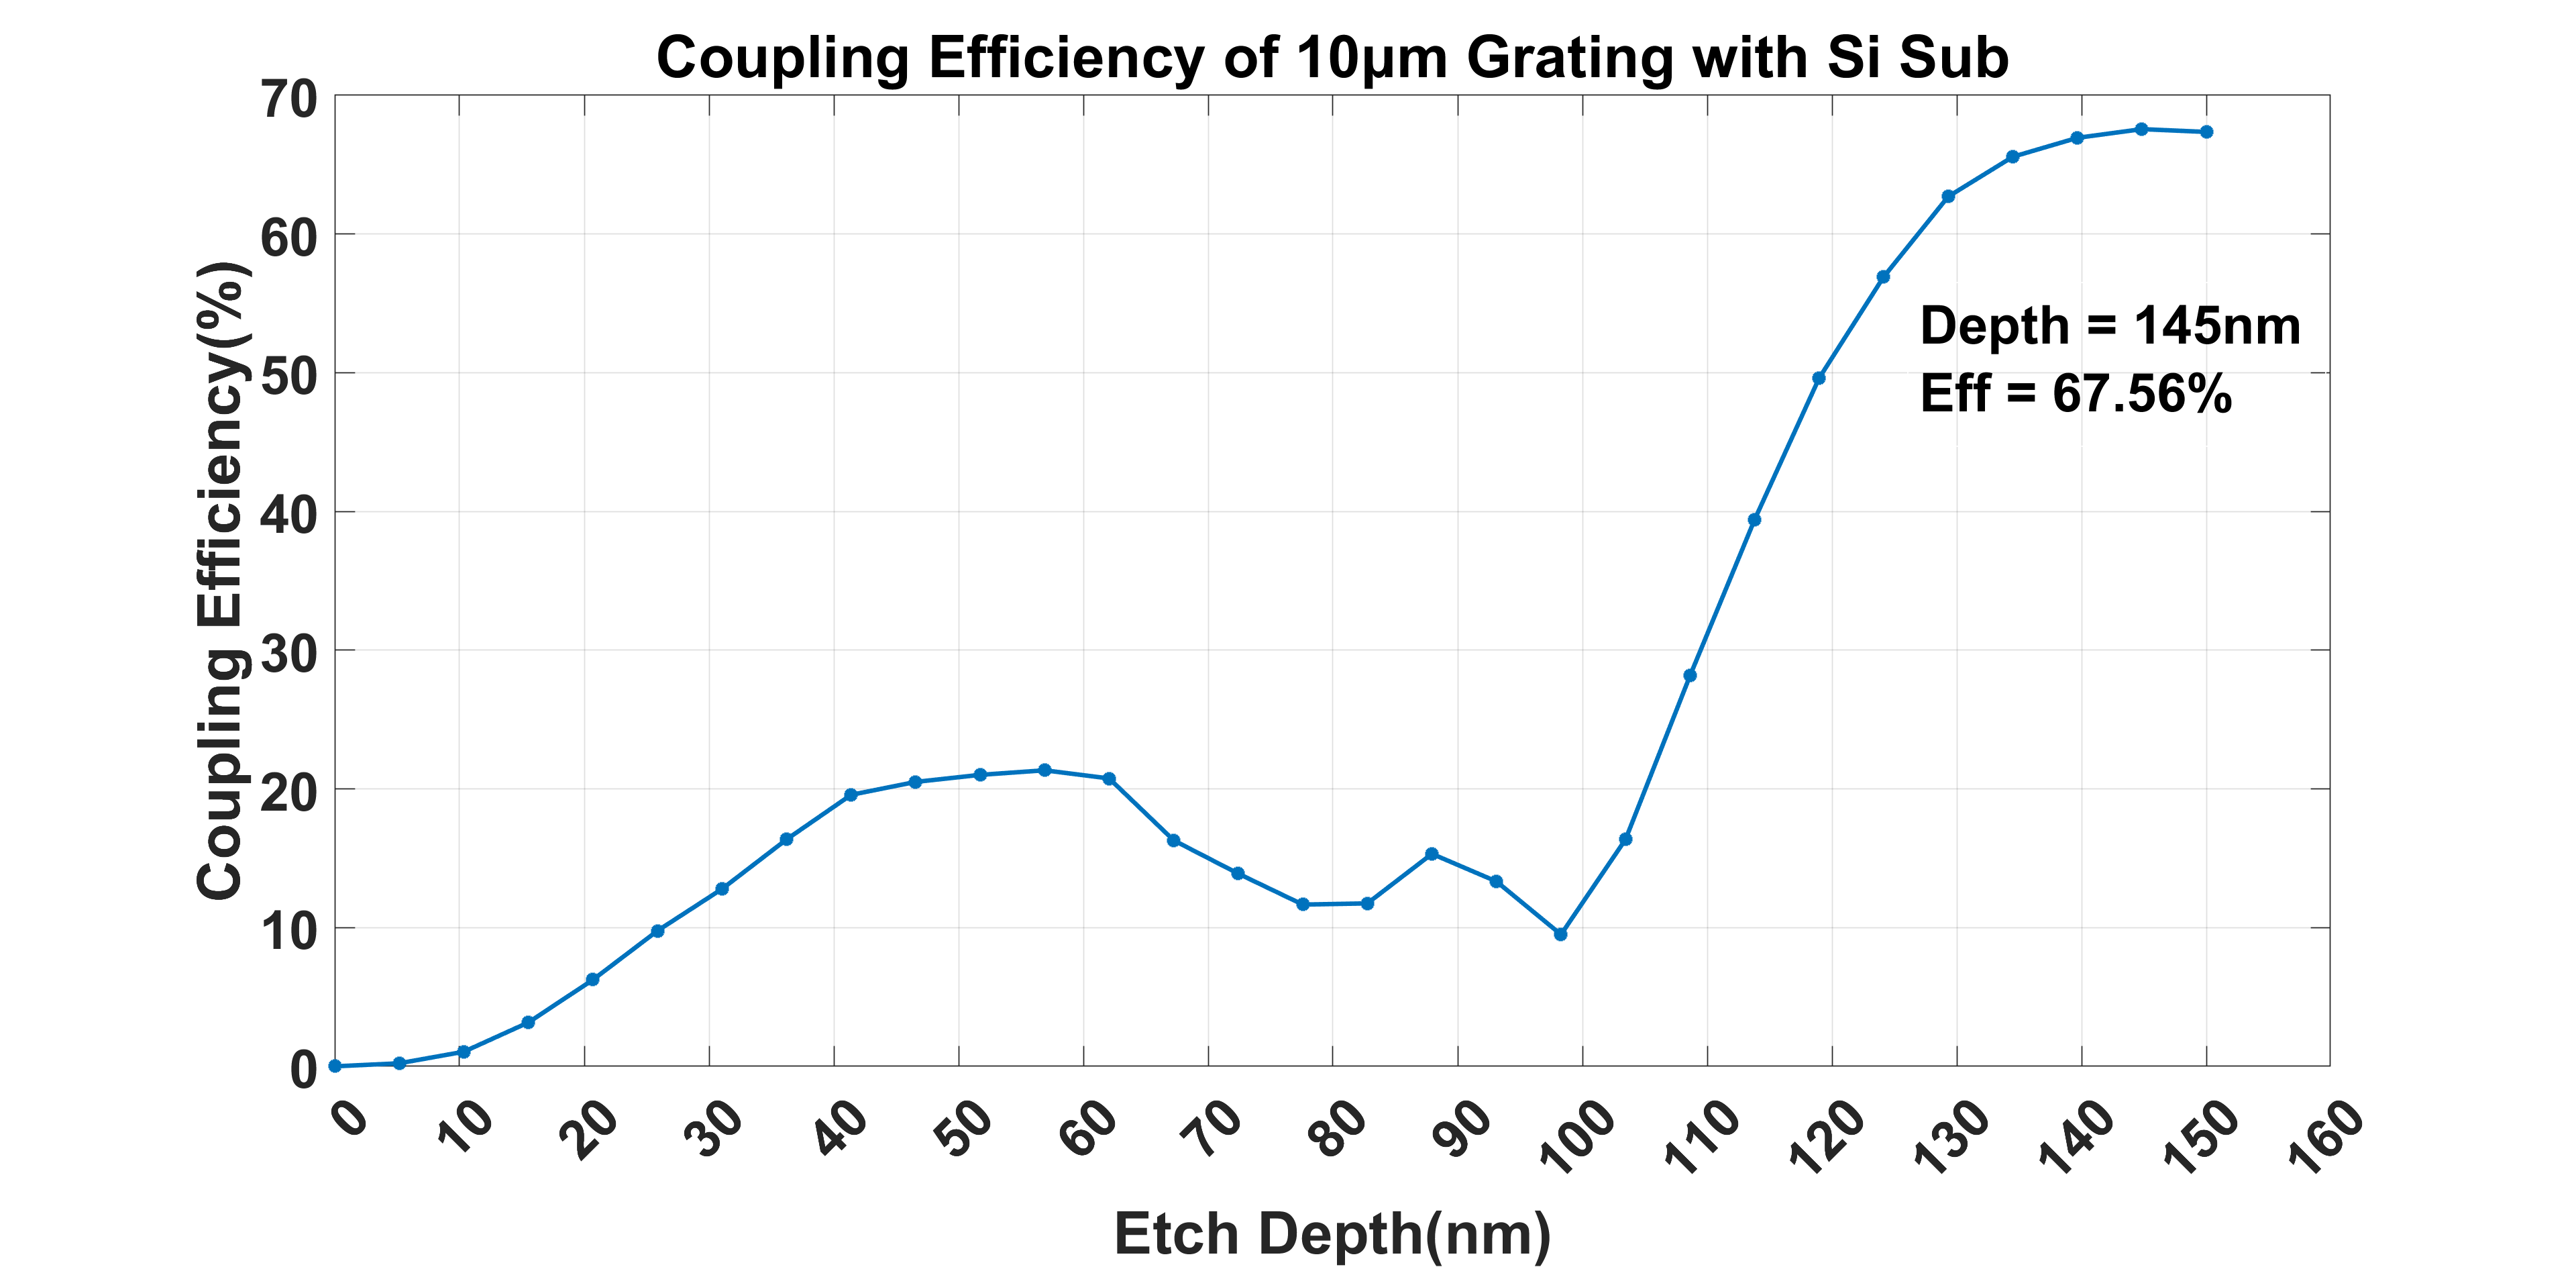 Coupling Efficiency of 10μm Grating with Si Sub
70
60
50
40
30
20
10
0
Coupling Efficiency(%)
Depth = 145nm
Eff = 67.56%
0 10 20 30 40 50 60 70 80 90 100 110 120 130 140 150 160
Etch Depth(nm)